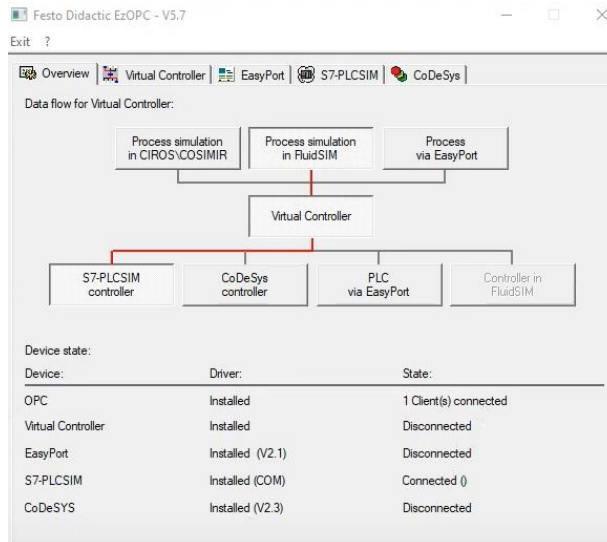 Festo Didactic EzOPC - V5.7
Exit ?
Overview Virtual Controller EasyPort S7-PLCSIM CoDeSys
Data flow for Virtual Controller:
Process simulation
in CIROS\COSIMIR
Process simulation
in FluidSIM
Process
via EasyPort
Virtual Controller
S7-PLCSIM
controller
CoDeSys
controller
PLC
via EasyPort
Controller in
FluidSIM
Device state:
Device: Driver: State:
OPC Installed 1 Client(s) connected
Virtual Controller Installed Disconnected
EasyPort Installed (V2.1) Disconnected
S7-PLCSIM Installed (COM) Connected ()
CoDeSYS Installed (V2.3) Disconnected